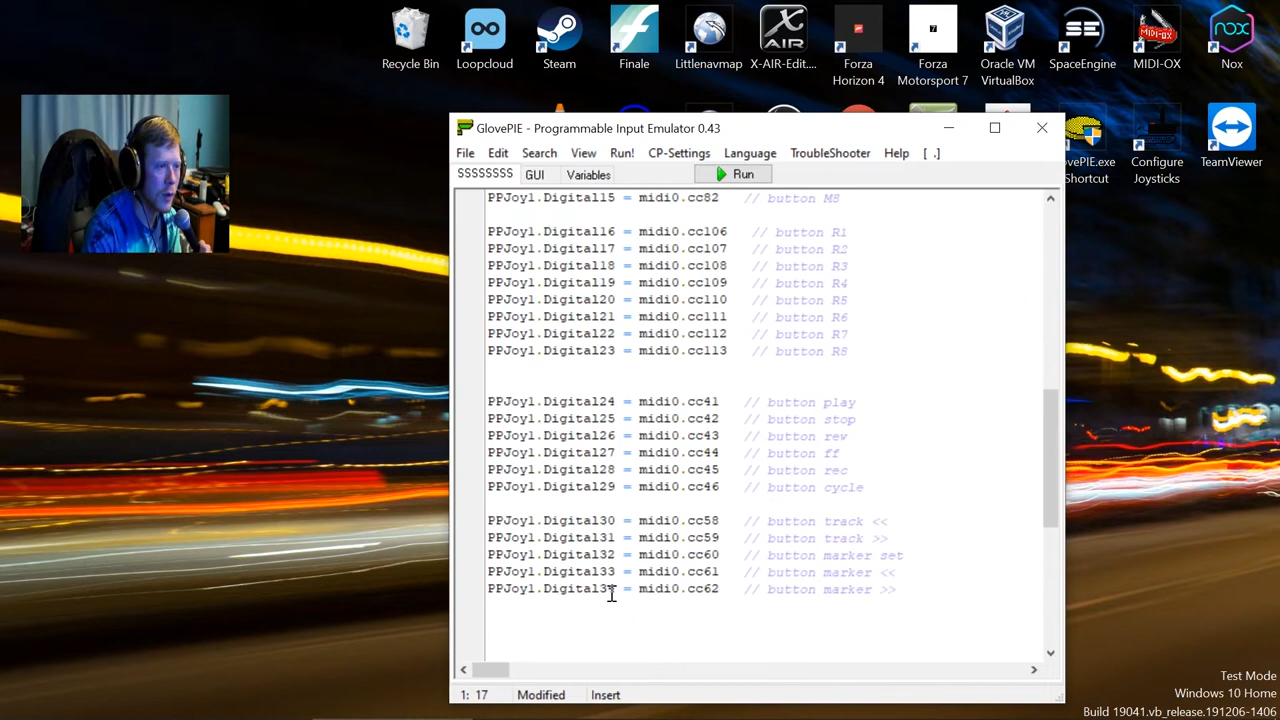 Recycle Bin
Loopcloud
Steam
Finale
Littlenavmap
X-AIR-Edit....
Forza Horizon 4
Forza Motorsport 7
Oracle VM VirtualBox
SpaceEngine
MIDI-OX
Nox
X AIR
7
SE
MIDI-OX
nox
GlovePIE - Programmable Input Emulator 0.43
File Edit Search View Run! CP-Settings Language TroubleShooter Help [ .]
SSSSSSSS GUI Variables Run
PPJoy1.Digital15 = midi0.cc82 // button M8
PPJoy1.Digital16 = midi0.cc106 // button R1
PPJoy1.Digital17 = midi0.cc107 // button R2
PPJoy1.Digital18 = midi0.cc108 // button R3
PPJoy1.Digital19 = midi0.cc109 // button R4
PPJoy1.Digital20 = midi0.cc110 // button R5
PPJoy1.Digital21 = midi0.cc111 // button R6
PPJoy1.Digital22 = midi0.cc112 // button R7
PPJoy1.Digital23 = midi0.cc113 // button R8
PPJoy1.Digital24 = midi0.cc41 // button play
PPJoy1.Digital25 = midi0.cc42 // button stop
PPJoy1.Digital26 = midi0.cc43 // button rew
PPJoy1.Digital27 = midi0.cc44 // button ff
PPJoy1.Digital28 = midi0.cc45 // button rec
PPJoy1.Digital29 = midi0.cc46 // button cycle
PPJoy1.Digital30 = midi0.cc58 // button track <<
PPJoy1.Digital31 = midi0.cc59 // button track >>
PPJoy1.Digital32 = midi0.cc60 // button marker set
PPJoy1.Digital33 = midi0.cc61 // button marker <<
PPJoy1.Digital34 = midi0.cc62 // button marker >>
1: 17 Modified Insert
ovePIE.exe Shortcut
Configure Joysticks
TeamViewer
Test Mode
Windows 10 Home
Build 19041.vb_release.191206-1406